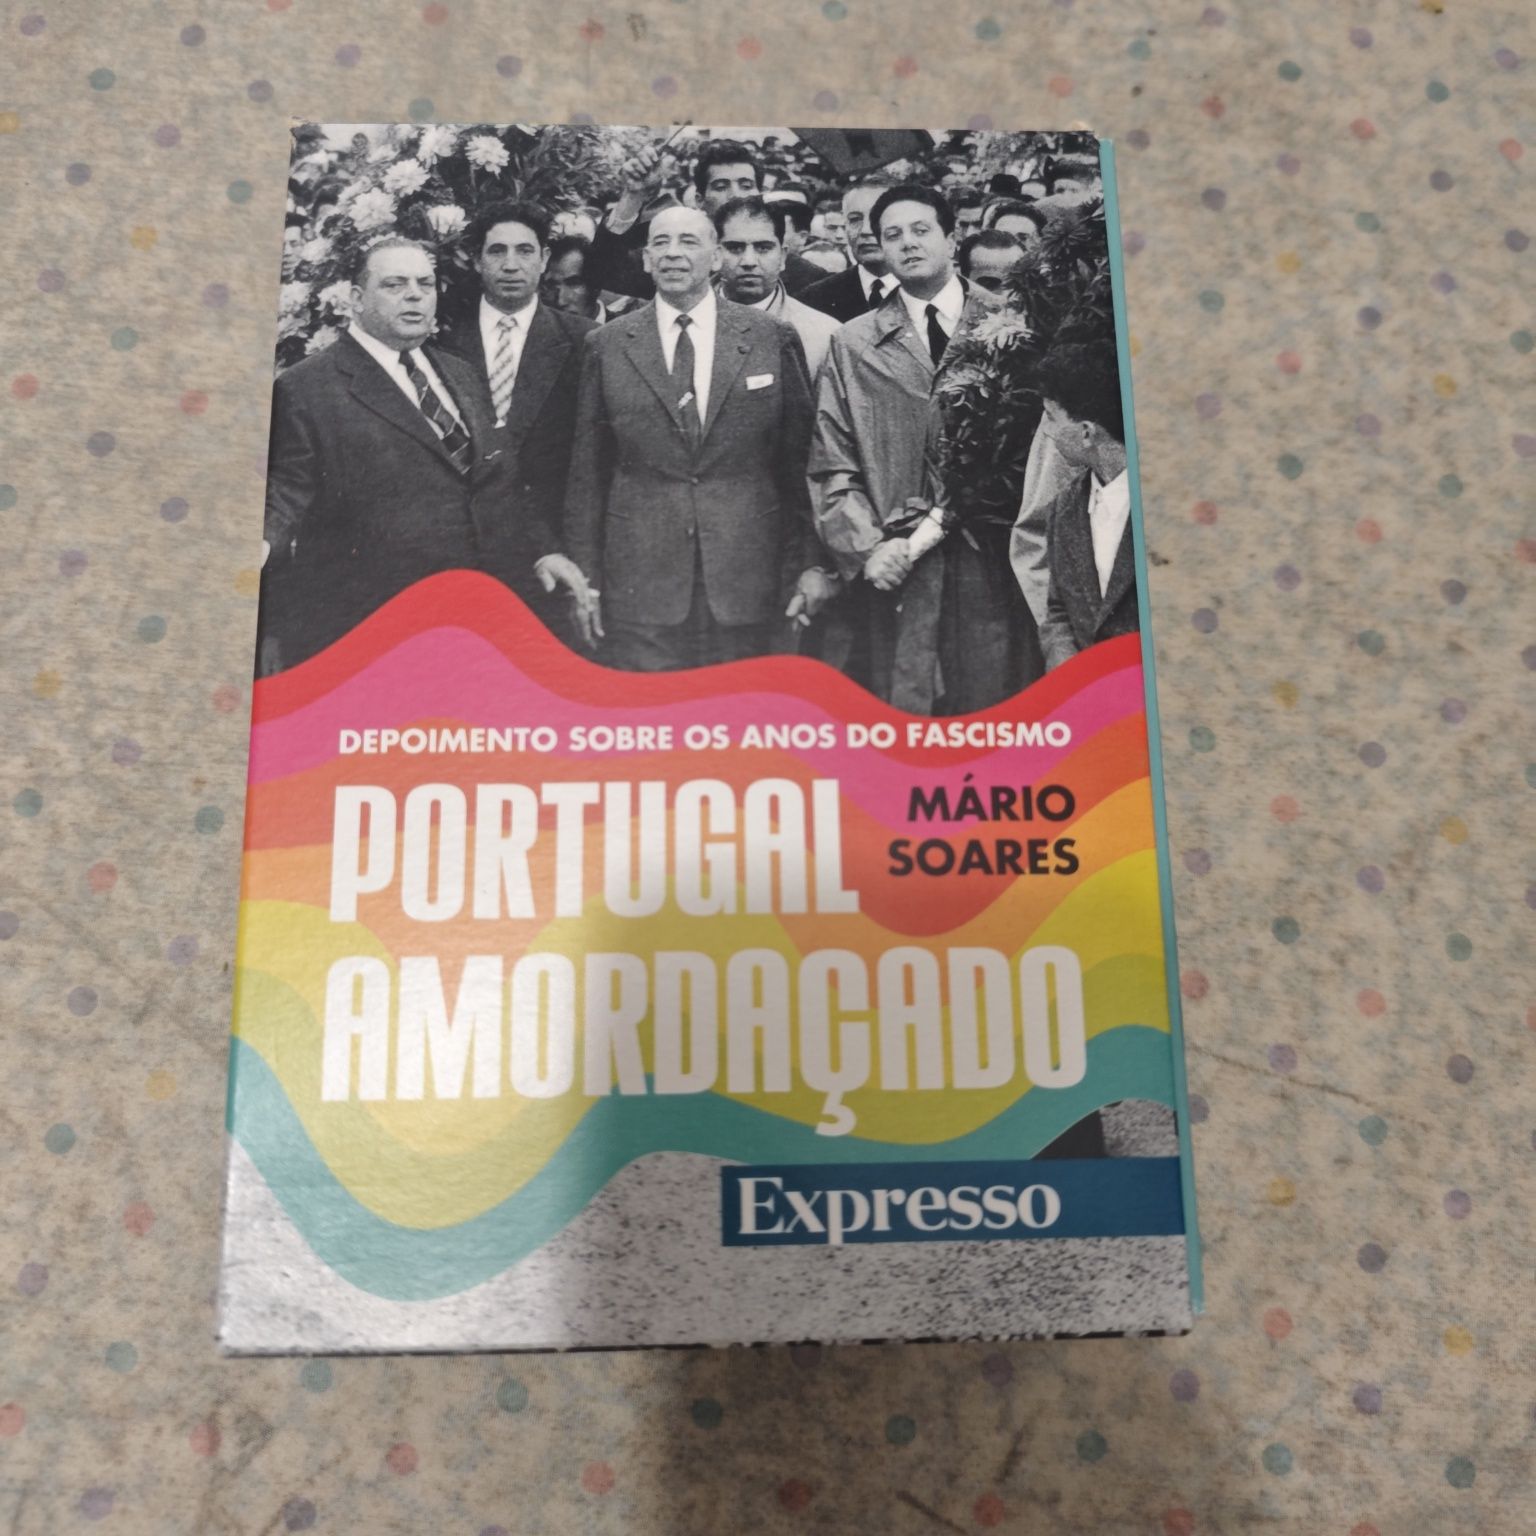 DEPOIMENTO SOBRE OS ANOS DO FASCISMO
PORTUGAL
MÁRIO
SOARES
AMORDAÇADO
Expresso